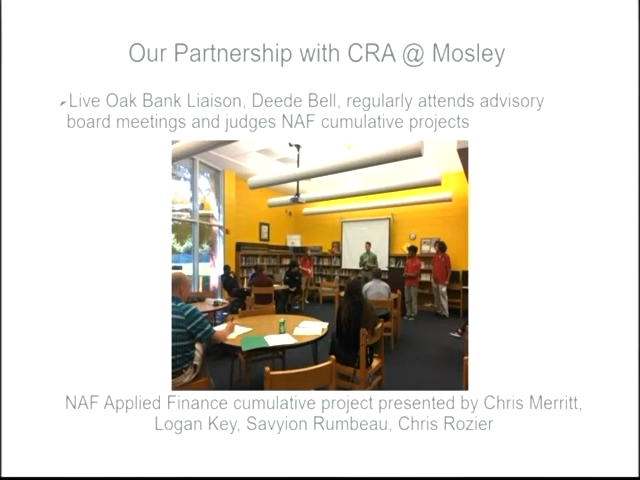 Our Partnership with CRA @ Mosley
Live Oak Bank Liaison, Deede Bell, regularly attends advisory
board meetings and judges NAF cumulative projects
NAF Applied Finance cumulative project presented by Chris Merritt,
Logan Key, Savyion Rumbeau, Chris Rozier